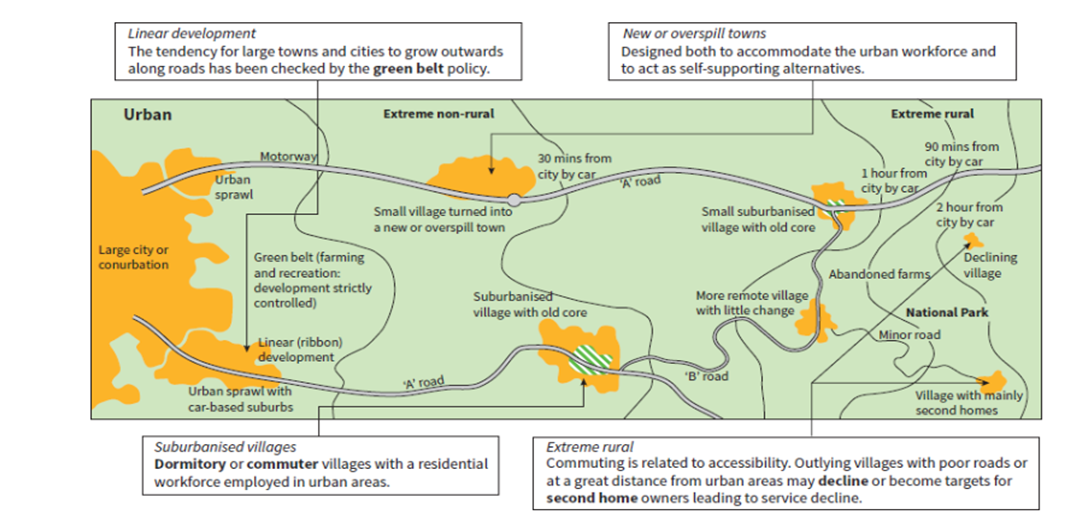 Linear development
The tendency for large towns and cities to grow outwards
along roads has been checked by the green belt policy.
New or overspill towns
Designed both to accommodate the urban workforce and
to act as self-supporting alternatives.
Urban
Extreme non-rural
Extreme rural
Motorway
Urban
sprawl
30 mins from
city by car
'A' road
90 mins from
city by car
1 hour from
city by car
2 hour from
city by car
Small village turned into
a new or overspill town
Small suburbanised
village with old core
Large city or
conurbation
Green belt (farming
and recreation:
development strictly
controlled)
Declining
village
Abandoned farms
Suburbanised
village with old core
More remote village
with little change
National Park
Minor road
Linear (ribbon)
development
'A' road
'B' road
Urban sprawl with
car-based suburbs
Village with mainly
second homes
Suburbanised villages
Dormitory or commuter villages with a residential
workforce employed in urban areas.
Extreme rural
Commuting is related to accessibility. Outlying villages with poor roads or
at a great distance from urban areas may decline or become targets for
second home owners leading to service decline.